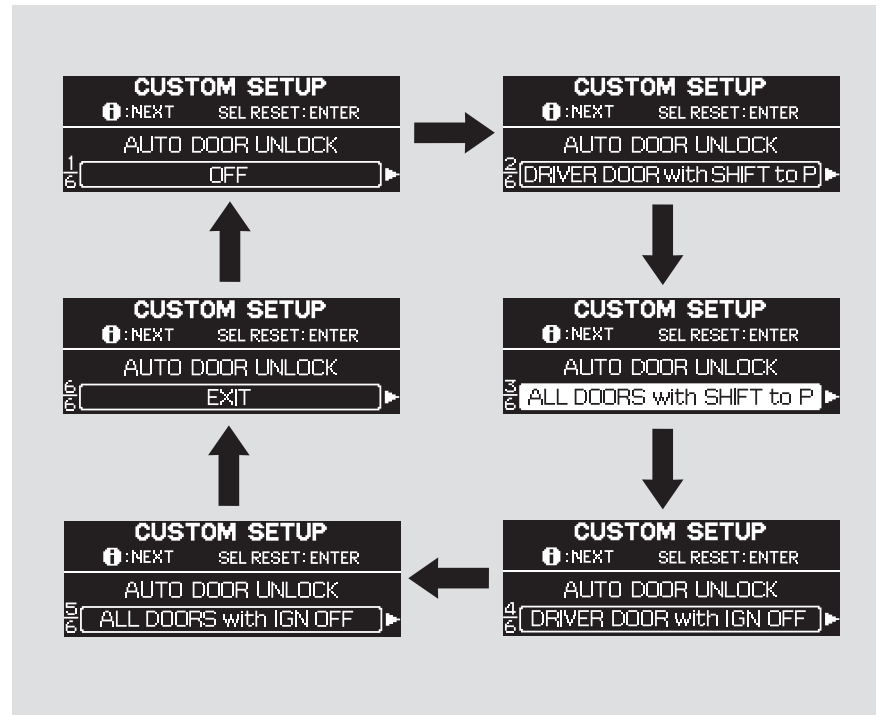 CUSTOM SETUP
i:NEXT SEL RESET:ENTER
AUTO DOOR UNLOCK
1/6 OFF
CUSTOM SETUP
i:NEXT SEL RESET:ENTER
AUTO DOOR UNLOCK
2/6 DRIVER DOOR with SHIFT to P
CUSTOM SETUP
i:NEXT SEL RESET:ENTER
AUTO DOOR UNLOCK
3/6 ALL DOORS with SHIFT to P
CUSTOM SETUP
i:NEXT SEL RESET:ENTER
AUTO DOOR UNLOCK
4/6 DRIVER DOOR with IGN OFF
CUSTOM SETUP
i:NEXT SEL RESET:ENTER
AUTO DOOR UNLOCK
5/6 ALL DOORS with IGN OFF
CUSTOM SETUP
i:NEXT SEL RESET:ENTER
AUTO DOOR UNLOCK
6/6 EXIT